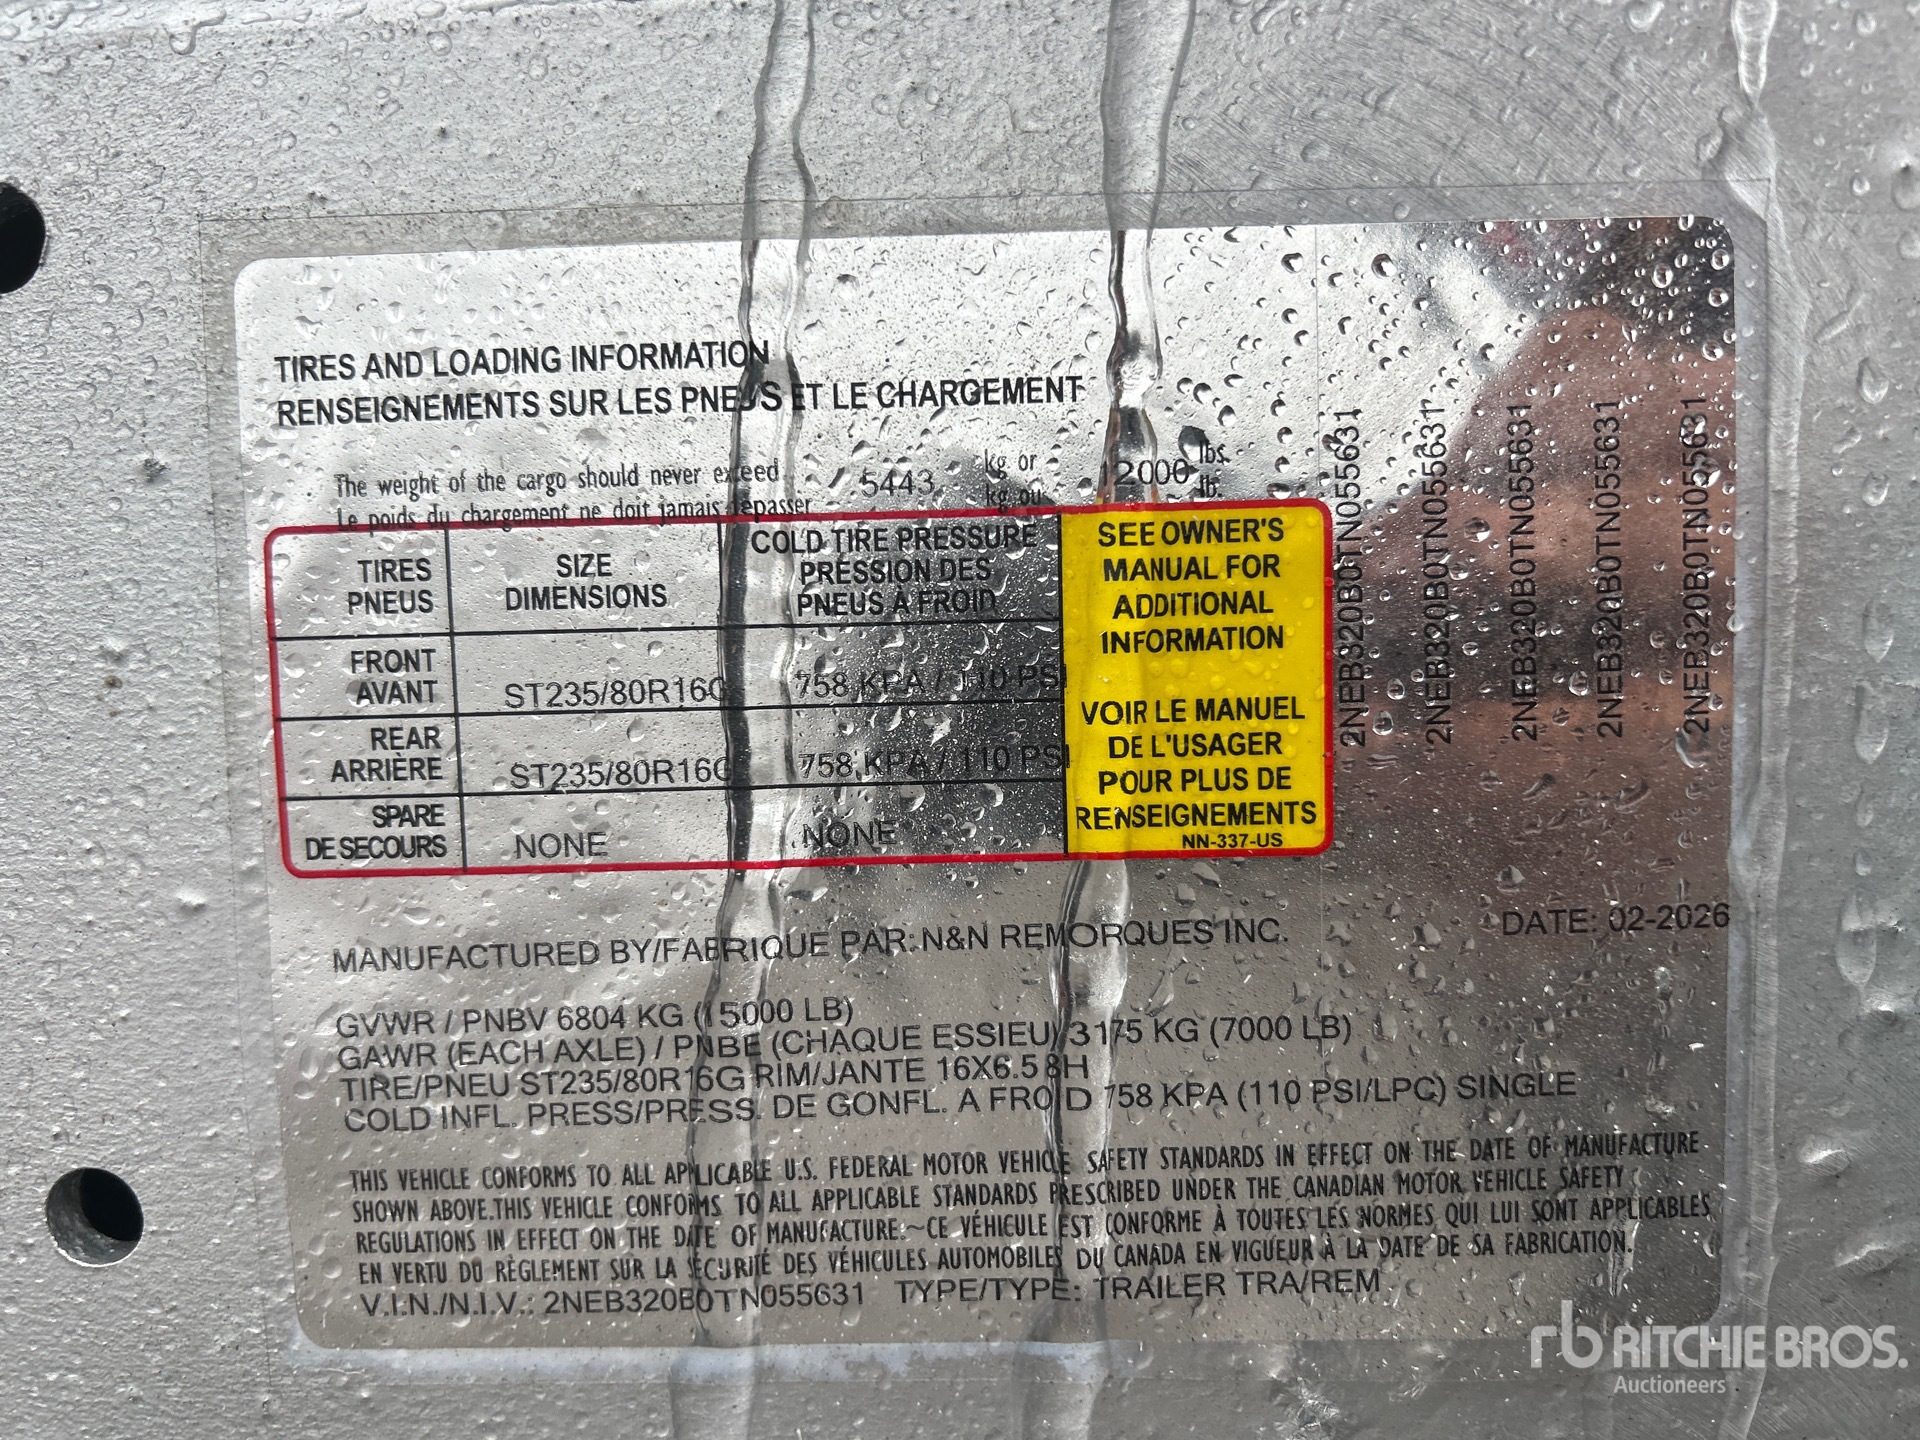 TIRES AND LOADING INFORMATION
RENSEIGNEMENTS SUR LES PNEUS ET LE CHARGEMENT
The weight of the cargo should never exceed 5443 kg or 12000 lbs.
Le poids du chargement ne doit jamais dépasser kg ou lb.
TIRES PNEUS
SIZE DIMENSIONS
COLD TIRE PRESSURE PRESSION DES PNEUS À FROID
FRONT AVANT
ST235/80R16G
758 KPA / 110 PSI
REAR ARRIÈRE
ST235/80R16G
758 KPA / 110 PSI
SPARE DE SECOURS
NONE
NONE
SEE OWNER'S
MANUAL FOR
ADDITIONAL
INFORMATION
VOIR LE MANUEL
DE L'USAGER
POUR PLUS DE
RENSEIGNEMENTS
NN-337-US
2NEB320B0TN055631
2NEB320B0TN055631
2NEB320B0TN055631
2NEB320B0TN055631
2NEB320B0TN055631
MANUFACTURED BY/FABRIQUE PAR: N&N REMORQUES INC. DATE: 02-2026
GVWR / PNBV 6804 KG (15000 LB)
GAWR (EACH AXLE) / PNBE (CHAQUE ESSIEU) 3175 KG (7000 LB)
TIRE/PNEU ST235/80R16G RIM/JANTE 16X6.5 8H
COLD INFL. PRESS/PRESS. DE GONFL. A FROID 758 KPA (110 PSI/LPC) SINGLE
THIS VEHICLE CONFORMS TO ALL APPLICABLE U.S. FEDERAL MOTOR VEHICLE SAFETY STANDARDS IN EFFECT ON THE DATE OF MANUFACTURE
SHOWN ABOVE.THIS VEHICLE CONFORMS TO ALL APPLICABLE STANDARDS PRESCRIBED UNDER THE CANADIAN MOTOR VEHICLE SAFETY
REGULATIONS IN EFFECT ON THE DATE OF MANUFACTURE.~CE VÉHICULE EST CONFORME À TOUTES LES NORMES QUI LUI SONT APPLICABLES
EN VERTU DU RÈGLEMENT SUR LA SÉCURITÉ DES VÉHICULES AUTOMOBILES DU CANADA EN VIGUEUR À LA DATE DE SA FABRICATION.
V.I.N./N.I.V.: 2NEB320B0TN055631 TYPE/TYPE: TRAILER TRA/REM
rb RITCHIE BROS.
Auctioneers